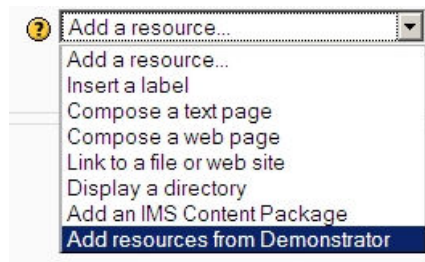 Add a resource...
Add a resource...
Insert a label
Compose a text page
Compose a web page
Link to a file or web site
Display a directory
Add an IMS Content Package
Add resources from Demonstrator